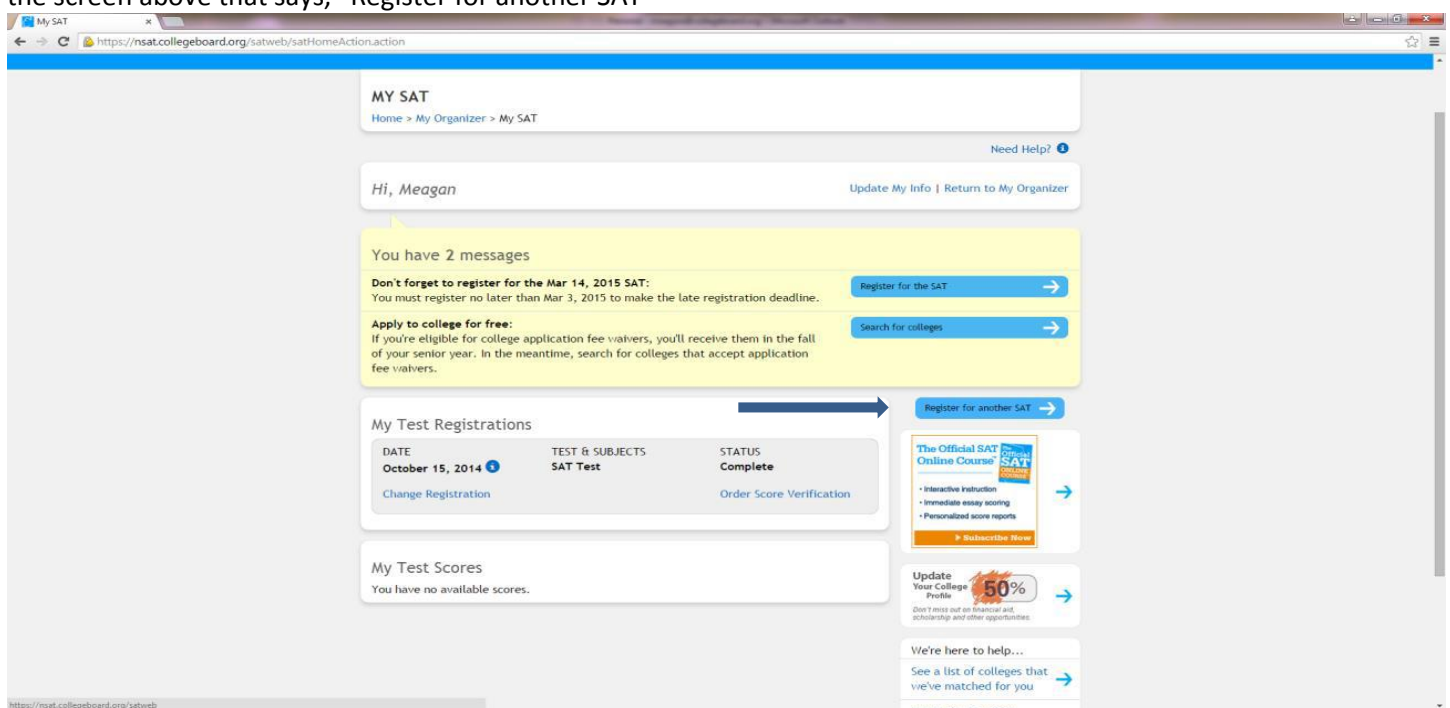 the screen above that says, "Register for another SAT"
My SAT
https://nsat.collegeboard.org/satweb/satHomeAction.action
MY SAT
Home > My Organizer > My SAT
Need Help?
Hi, Meagan
Update My Info | Return to My Organizer
You have 2 messages
Don't forget to register for the Mar 14, 2015 SAT:
You must register no later than Mar 3, 2015 to make the late registration deadline.
Register for the SAT
Apply to college for free:
If you're eligible for college application fee waivers, you'll receive them in the fall
of your senior year. In the meantime, search for colleges that accept application
fee waivers.
Search for colleges
Register for another SAT
My Test Registrations
DATE TEST & SUBJECTS STATUS
October 15, 2014 SAT Test Complete
Change Registration Order Score Verification
The Official SAT
Online Course
The Official
SAT
ONLINE
COURSE
• Interactive instruction
• Immediate essay scoring
• Personalized score reports
Subscribe Now
My Test Scores
You have no available scores.
Update
Your College
Profile
50%
Don't miss out on financial aid,
scholarship and other opportunities.
We're here to help...
See a list of colleges that
we've matched for you
https://nsat.collegeboard.org/satweb